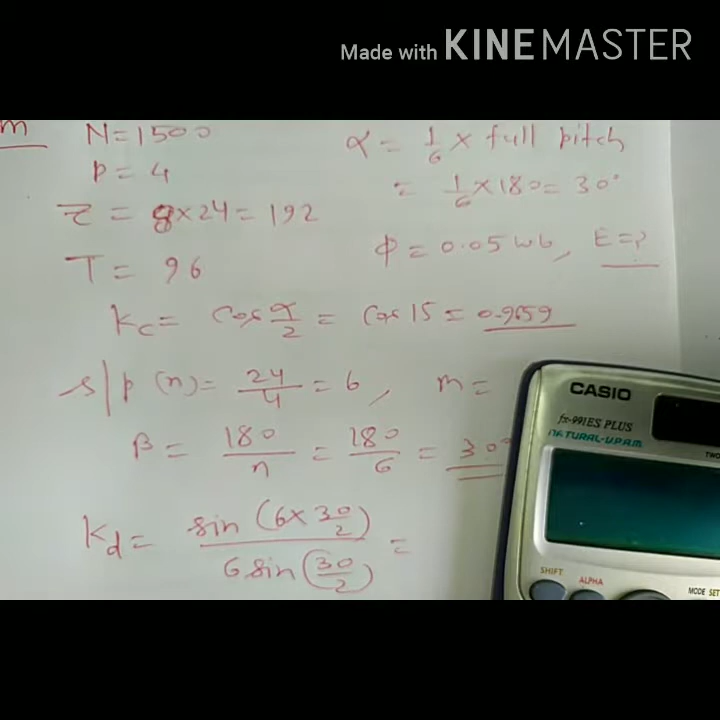 Made with KINEMASTER
m N=1500 α = 1/6 × full pitch
P = 4 = 1/6 × 180 = 30°
Z = 8×24 = 192
φ = 0.05 wb, E=?
T = 96
Kc = Cos α/2 = Cos 15 = 0.9659
s/p (n) = 24/4 = 6, m =
β = 180/n = 180/6 = 30°
Kd = sin (6×30/2) / 6 sin (30/2) =
CASIO
fx-991ES PLUS
NATURAL-V.P.A.M.
TWO
SHIFT
ALPHA
MODE SET